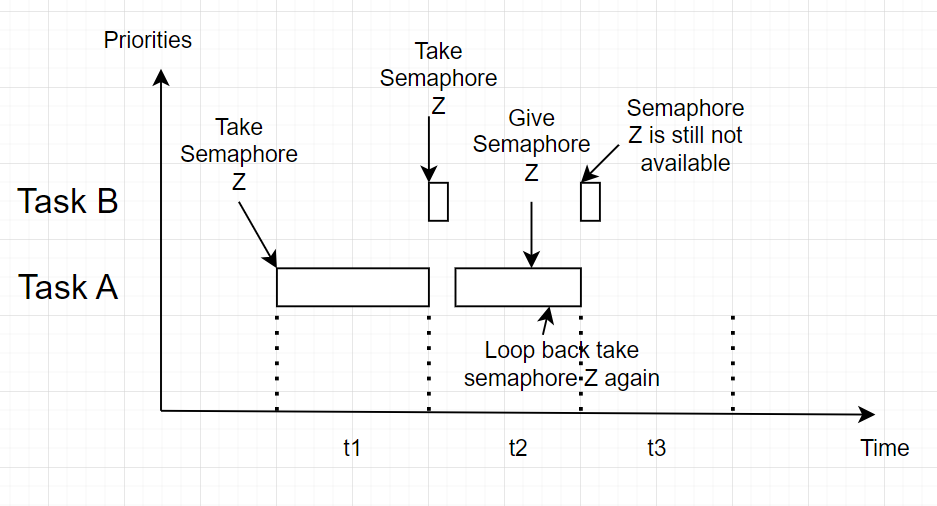 Priorities
Take
Semaphore
Z
Take
Semaphore
Z
Give
Semaphore
Z
Semaphore
Z is still not
available
Task B
Task A
Loop back take
semaphore Z again
t1
t2
t3
Time